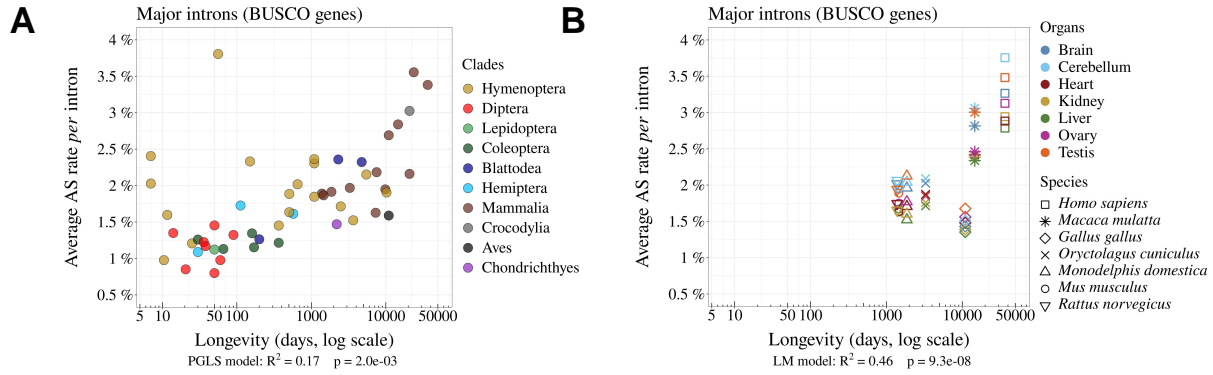 A
Major introns (BUSCO genes)
4 %
3.5 %
3 %
2.5 %
2 %
1.5 %
1 %
0.5 %
Average AS rate per intron
5 10 50 100 1000 10000 50000
Longevity (days, log scale)
PGLS model: R² = 0.17 p = 2.0e-03
Clades
Hymenoptera
Diptera
Lepidoptera
Coleoptera
Blattodea
Hemiptera
Mammalia
Crocodylia
Aves
Chondrichthyes
B
Major introns (BUSCO genes)
4 %
3.5 %
3 %
2.5 %
2 %
1.5 %
1 %
0.5 %
Average AS rate per intron
5 10 50 100 1000 10000 50000
Longevity (days, log scale)
LM model: R² = 0.46 p = 9.3e-08
Organs
Brain
Cerebellum
Heart
Kidney
Liver
Ovary
Testis
Species
Homo sapiens
Macaca mulatta
Gallus gallus
Oryctolagus cuniculus
Monodelphis domestica
Mus musculus
Rattus norvegicus